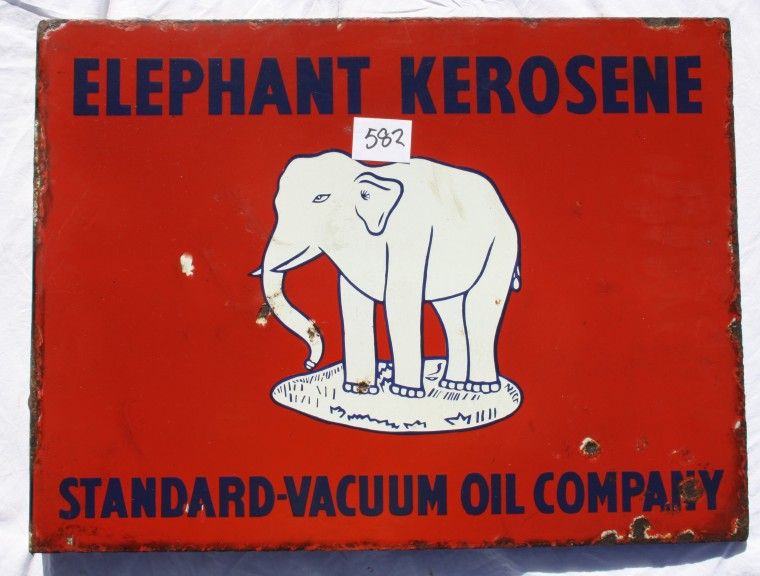 ELEPHANT KEROSENE
582
STANDARD-VACUUM OIL COMPANY